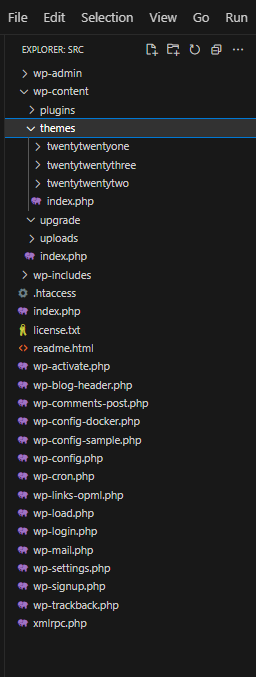 File Edit Selection View Go Run
EXPLORER: SRC
wp-admin
wp-content
plugins
themes
twentytwentyone
twentytwentythree
twentytwentytwo
index.php
upgrade
uploads
index.php
wp-includes
.htaccess
index.php
license.txt
readme.html
wp-activate.php
wp-blog-header.php
wp-comments-post.php
wp-config-docker.php
wp-config-sample.php
wp-config.php
wp-cron.php
wp-links-opml.php
wp-load.php
wp-login.php
wp-mail.php
wp-settings.php
wp-signup.php
wp-trackback.php
xmlrpc.php